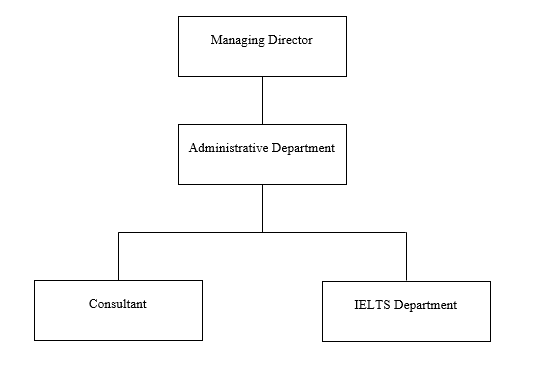 Managing Director
Administrative Department
Consultant
IELTS Department